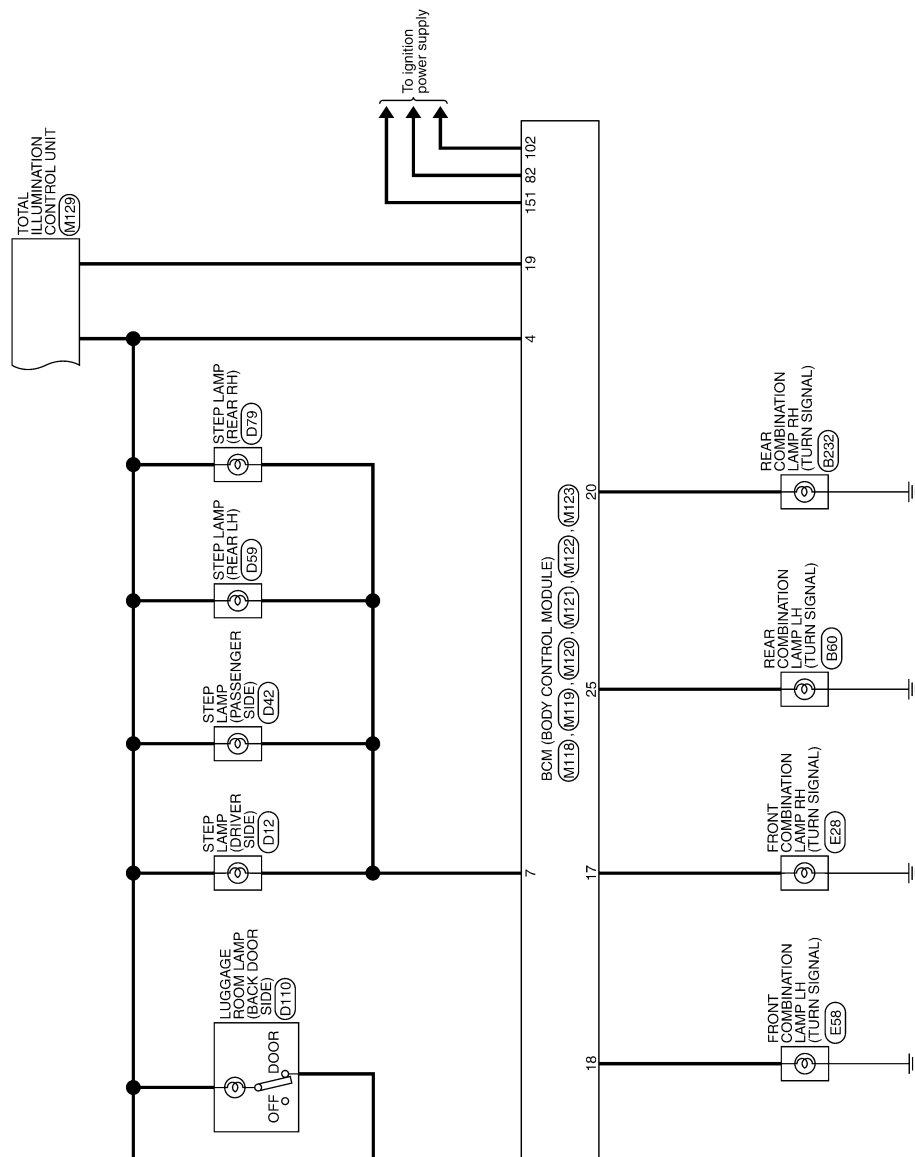 To ignition
power supply
TOTAL
ILLUMINATION
CONTROL UNIT
M129
102
82
151
19
4
STEP LAMP
(REAR RH)
D79
STEP LAMP
(REAR LH)
D59
STEP
LAMP
(PASSENGER
SIDE)
D42
STEP
LAMP
(DRIVER
SIDE)
D12
7
LUGGAGE
ROOM LAMP
(BACK DOOR
SIDE)
D110
DOOR
OFF
BCM (BODY CONTROL MODULE)
M118 , M119 , M120 , M121 , M122 , M123
20
25
17
18
REAR
COMBINATION
LAMP RH
(TURN SIGNAL)
B232
REAR
COMBINATION
LAMP LH
(TURN SIGNAL)
B60
FRONT
COMBINATION
LAMP RH
(TURN SIGNAL)
E28
FRONT
COMBINATION
LAMP LH
(TURN SIGNAL)
E58